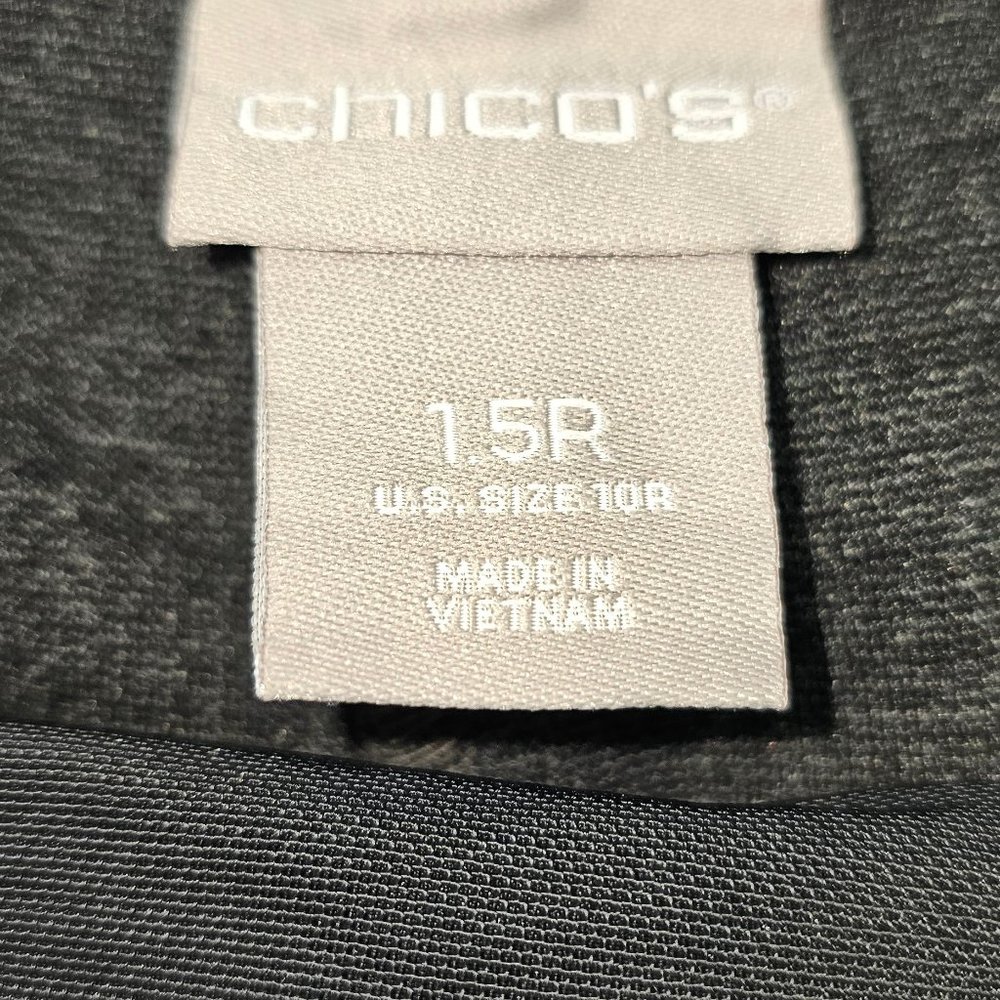 CHICO'S®
1.5R
U.S. SIZE 10R
MADE IN
VIETNAM